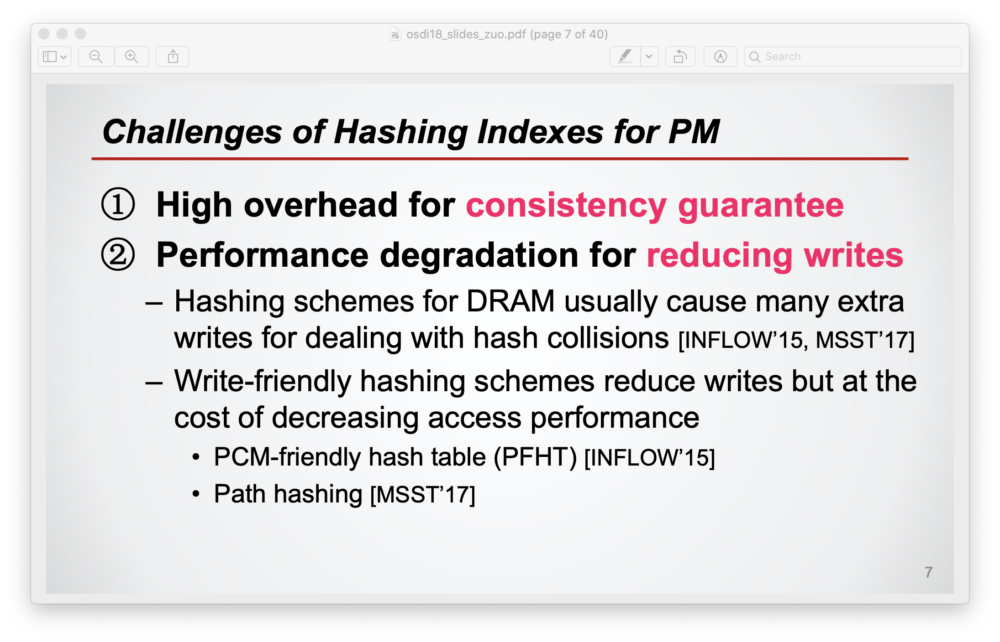 osdi18_slides_zuo.pdf (page 7 of 40)
Search
Challenges of Hashing Indexes for PM
① High overhead for consistency guarantee
② Performance degradation for reducing writes
– Hashing schemes for DRAM usually cause many extra
writes for dealing with hash collisions [INFLOW’15, MSST’17]
– Write-friendly hashing schemes reduce writes but at the
cost of decreasing access performance
• PCM-friendly hash table (PFHT) [INFLOW’15]
• Path hashing [MSST’17]
7